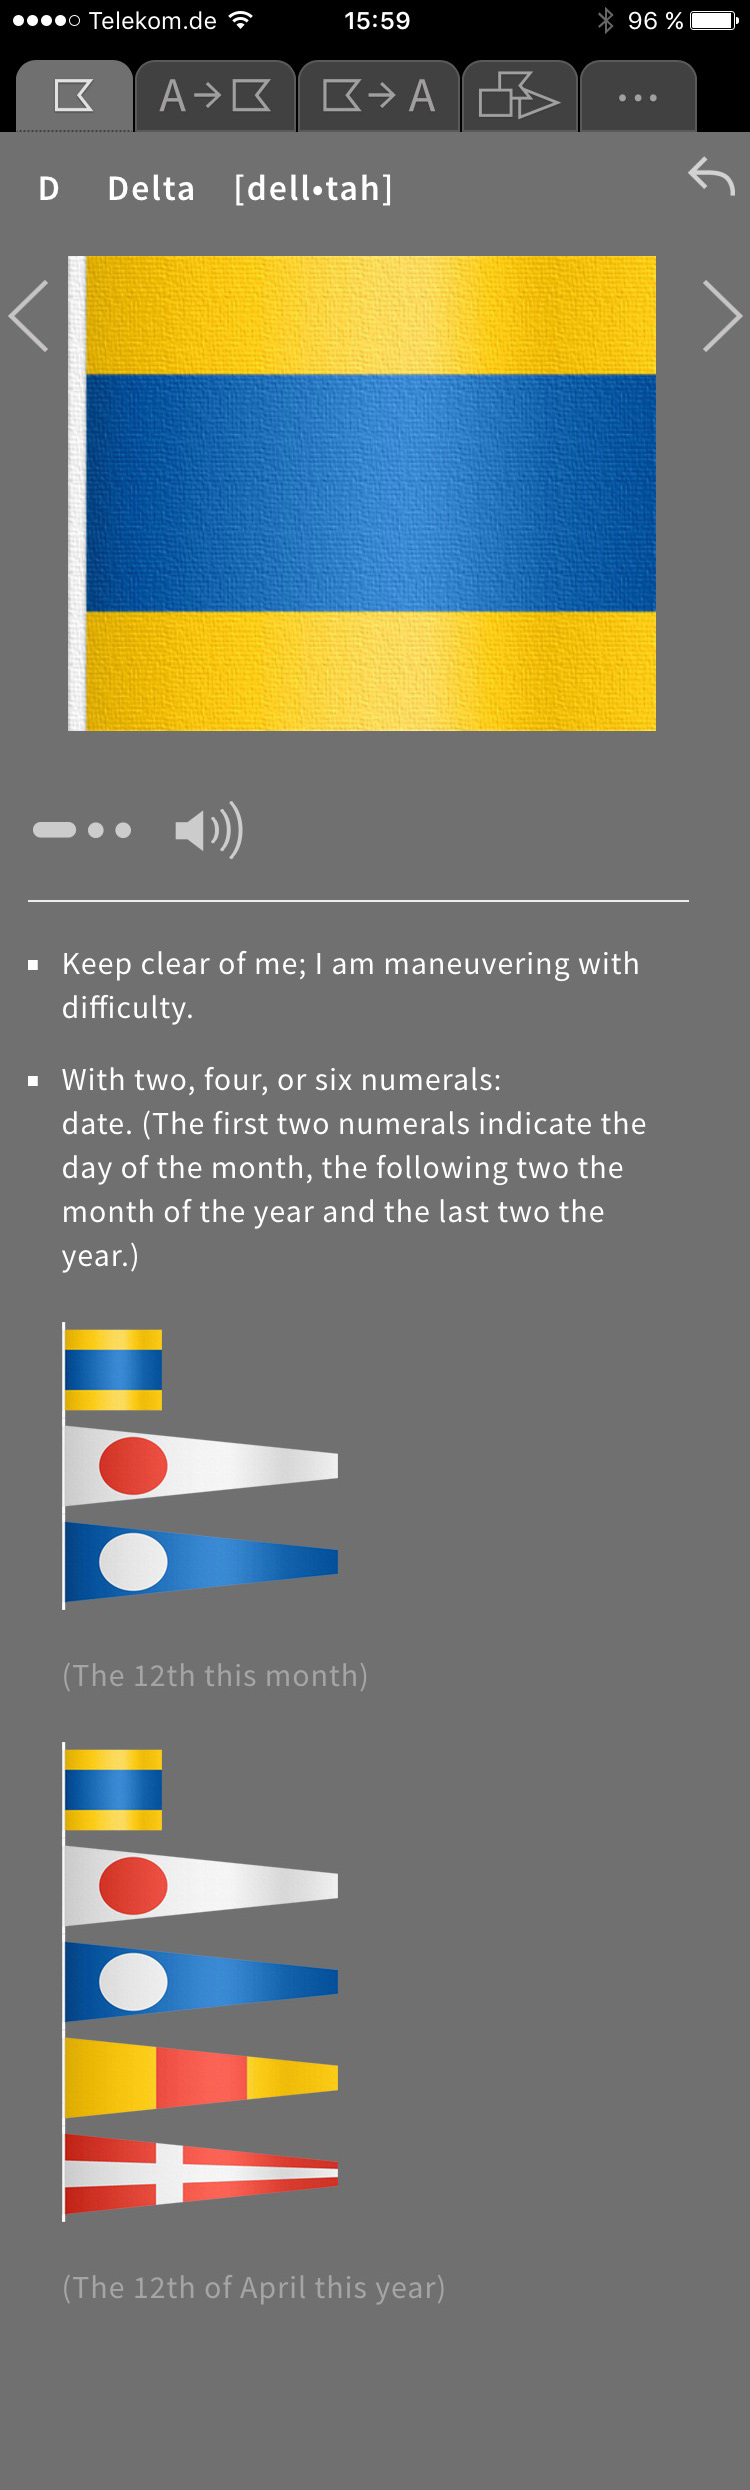 Telekom.de 15:59 96 %
A → → A ...
D Delta [dell•tah]
Keep clear of me; I am maneuvering with
difficulty.
With two, four, or six numerals:
date. (The first two numerals indicate the
day of the month, the following two the
month of the year and the last two the
year.)
(The 12th this month)
(The 12th of April this year)